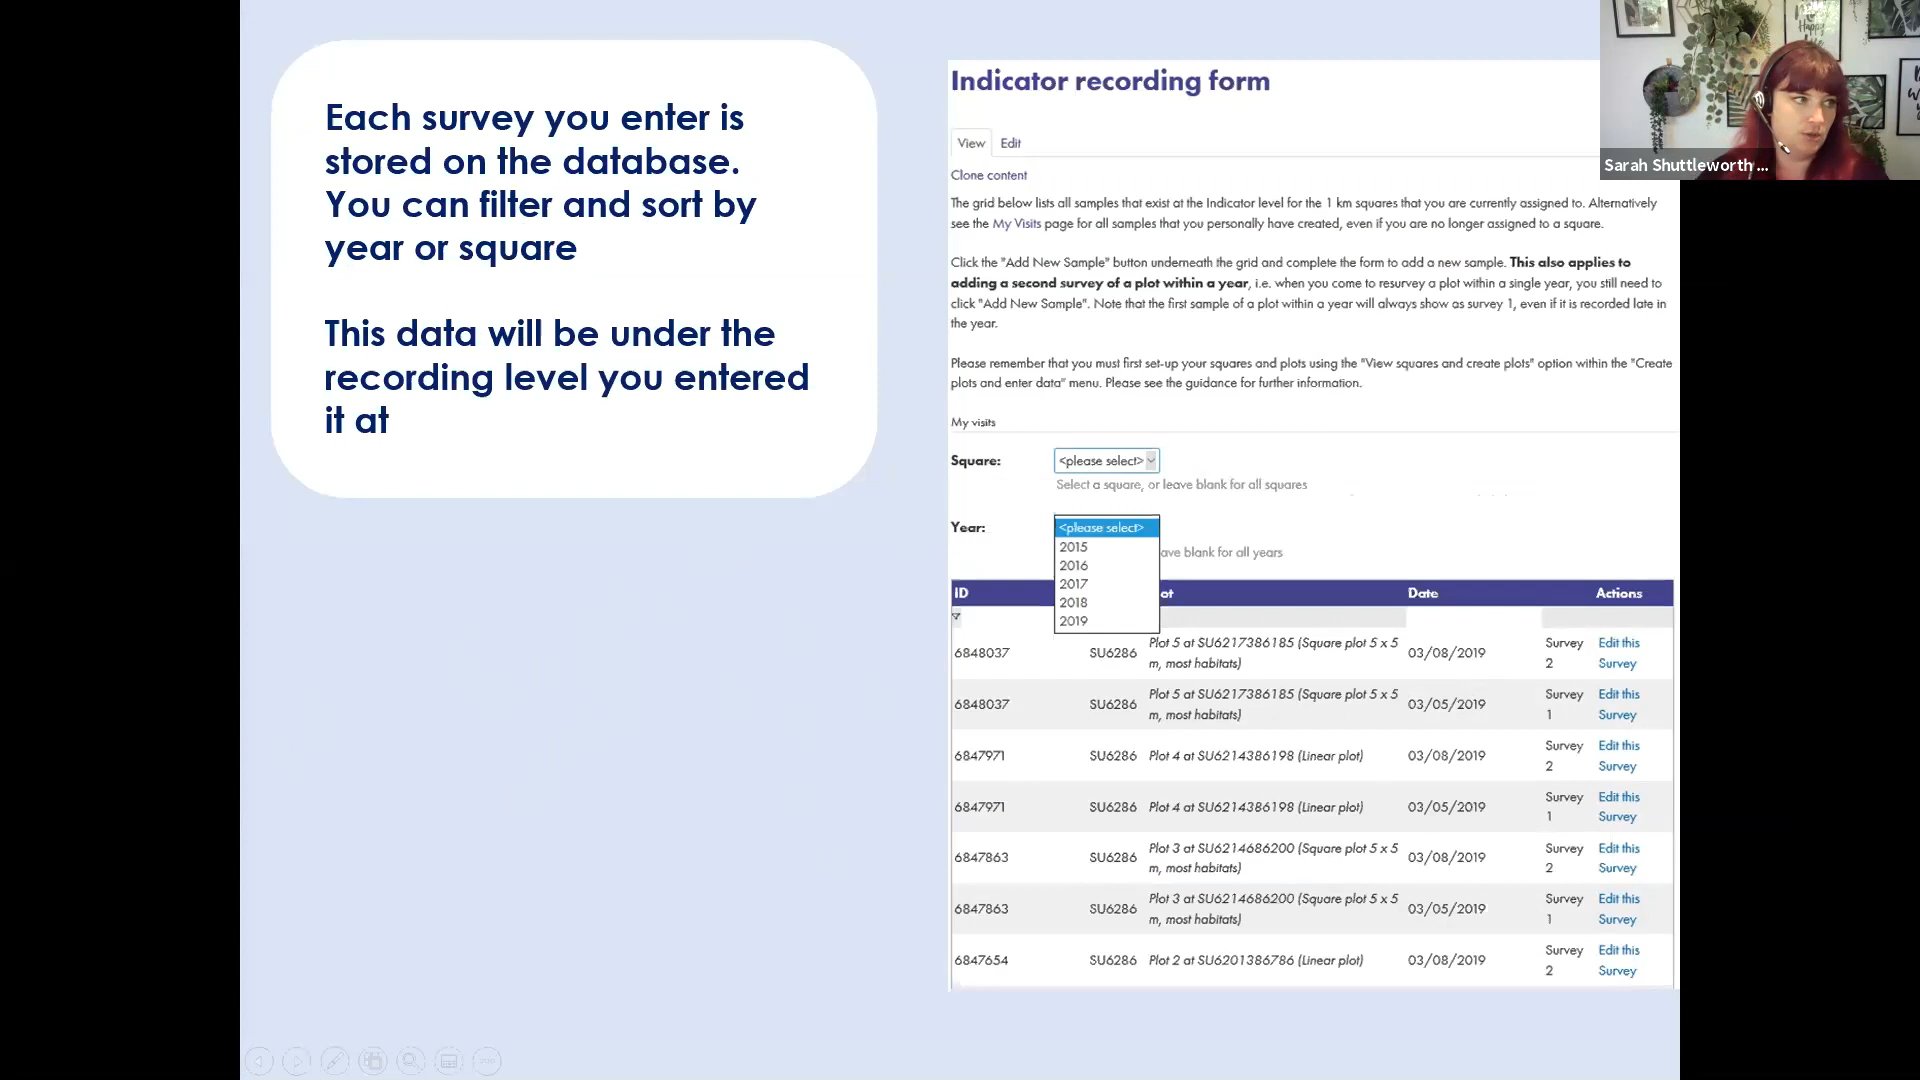 Each survey you enter is
stored on the database.
You can filter and sort by
year or square
This data will be under the
recording level you entered
it at
Indicator recording form
View Edit
Clone content
The grid below lists all samples that exist at the Indicator level for the 1 km squares that you are currently assigned to. Alternatively
see the My Visits page for all samples that you personally have created, even if you are no longer assigned to a square.
Click the "Add New Sample" button underneath the grid and complete the form to add a new sample. This also applies to
adding a second survey of a plot within a year, i.e. when you come to resurvey a plot within a single year, you still need to
click "Add New Sample". Note that the first sample of a plot within a year will always show as survey 1, even if it is recorded late in
the year.
Please remember that you must first set-up your squares and plots using the "View squares and create plots" option within the "Create
plots and enter data" menu. Please see the guidance for further information.
My visits
Square: <please select>
Select a square, or leave blank for all squares
Year: <please select>
2015
ave blank for all years
2016
2017
2018
2019
ID ot Date Actions
6848037 SU6286 Plot 5 at SU6217386185 (Square plot 5 x 5 m, most habitats) 03/08/2019 Survey 2 Edit this Survey
6848037 SU6286 Plot 5 at SU6217386185 (Square plot 5 x 5 m, most habitats) 03/05/2019 Survey 1 Edit this Survey
6847971 SU6286 Plot 4 at SU6214386198 (Linear plot) 03/08/2019 Survey 2 Edit this Survey
6847971 SU6286 Plot 4 at SU6214386198 (Linear plot) 03/05/2019 Survey 1 Edit this Survey
6847863 SU6286 Plot 3 at SU6214686200 (Square plot 5 x 5 m, most habitats) 03/08/2019 Survey 2 Edit this Survey
6847863 SU6286 Plot 3 at SU6214686200 (Square plot 5 x 5 m, most habitats) 03/05/2019 Survey 1 Edit this Survey
6847654 SU6286 Plot 2 at SU6201386786 (Linear plot) 03/08/2019 Survey 2 Edit this Survey
Sarah Shuttleworth ...